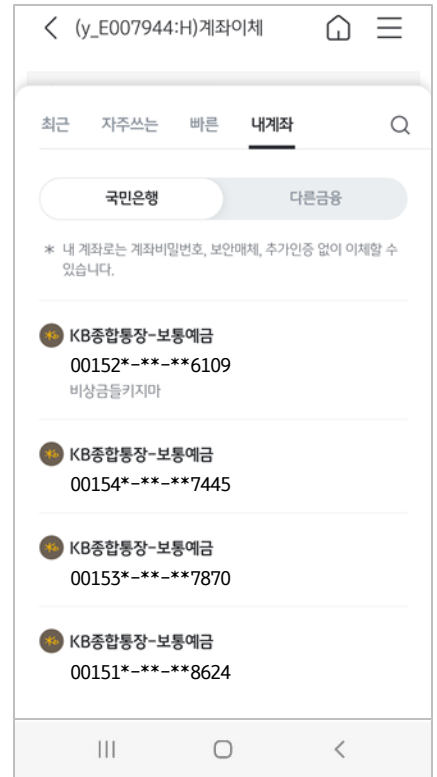 (y_E007944:H)계좌이체
최근 자주쓰는 빠른 내계좌
국민은행 다른금융
* 내 계좌로는 계좌비밀번호, 보안매체, 추가인증 없이 이체할 수
있습니다.
KB종합통장-보통예금
00152*-**-**6109
비상금들키지마
KB종합통장-보통예금
00154*-**-**7445
KB종합통장-보통예금
00153*-**-**7870
KB종합통장-보통예금
00151*-**-**8624